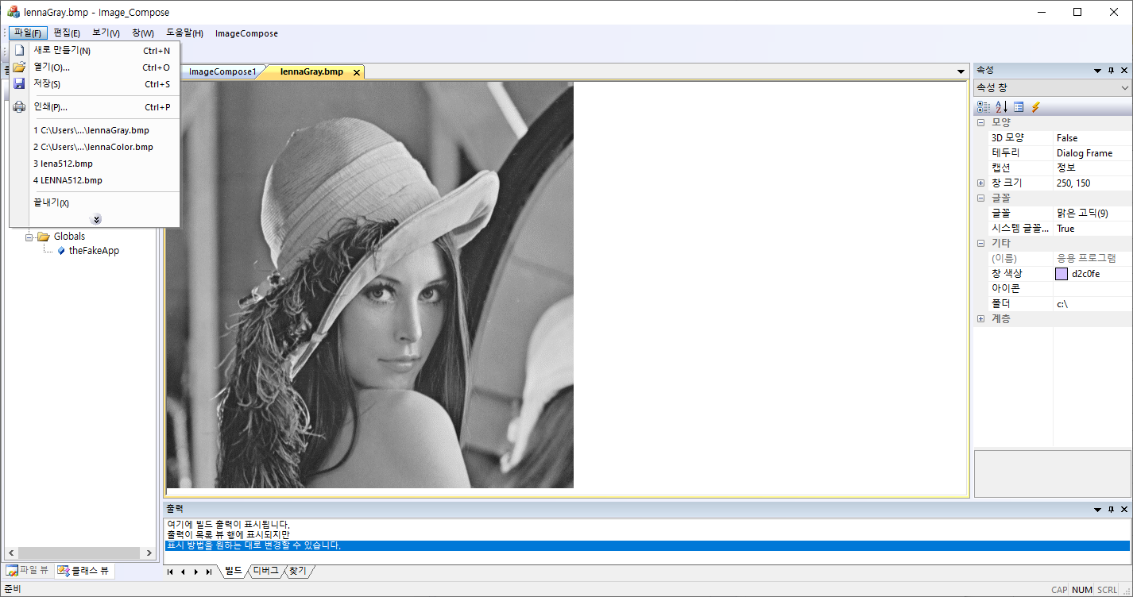 lennaGray.bmp - Image_Compose
파일(F) 편집(E) 보기(V) 창(W) 도움말(H) ImageCompose
새로 만들기(N) Ctrl+N
열기(O)... Ctrl+O
저장(S) Ctrl+S
인쇄(P)... Ctrl+P
1 C:\Users\...\lennaGray.bmp
2 C:\Users\...\lennaColor.bmp
3 lena512.bmp
4 LENNA512.bmp
끝내기(X)
Globals
theFakeApp
파일 뷰 클래스 뷰
ImageCompose1 lennaGray.bmp
속성
속성 창
모양
3D 모양 False
테두리 Dialog Frame
캡션 정보
창 크기 250, 150
글꼴
글꼴 맑은 고딕(9)
시스템 글꼴... True
기타
(이름) 응용 프로그램
창 색상 d2c0fe
아이콘
폴더 c:\
계층
출력
여기에 빌드 출력이 표시됩니다.
출력이 목록 뷰 행에 표시되지만
표시 방법을 원하는 대로 변경할 수 있습니다.
빌드 디버그 찾기
준비 CAP NUM SCRL